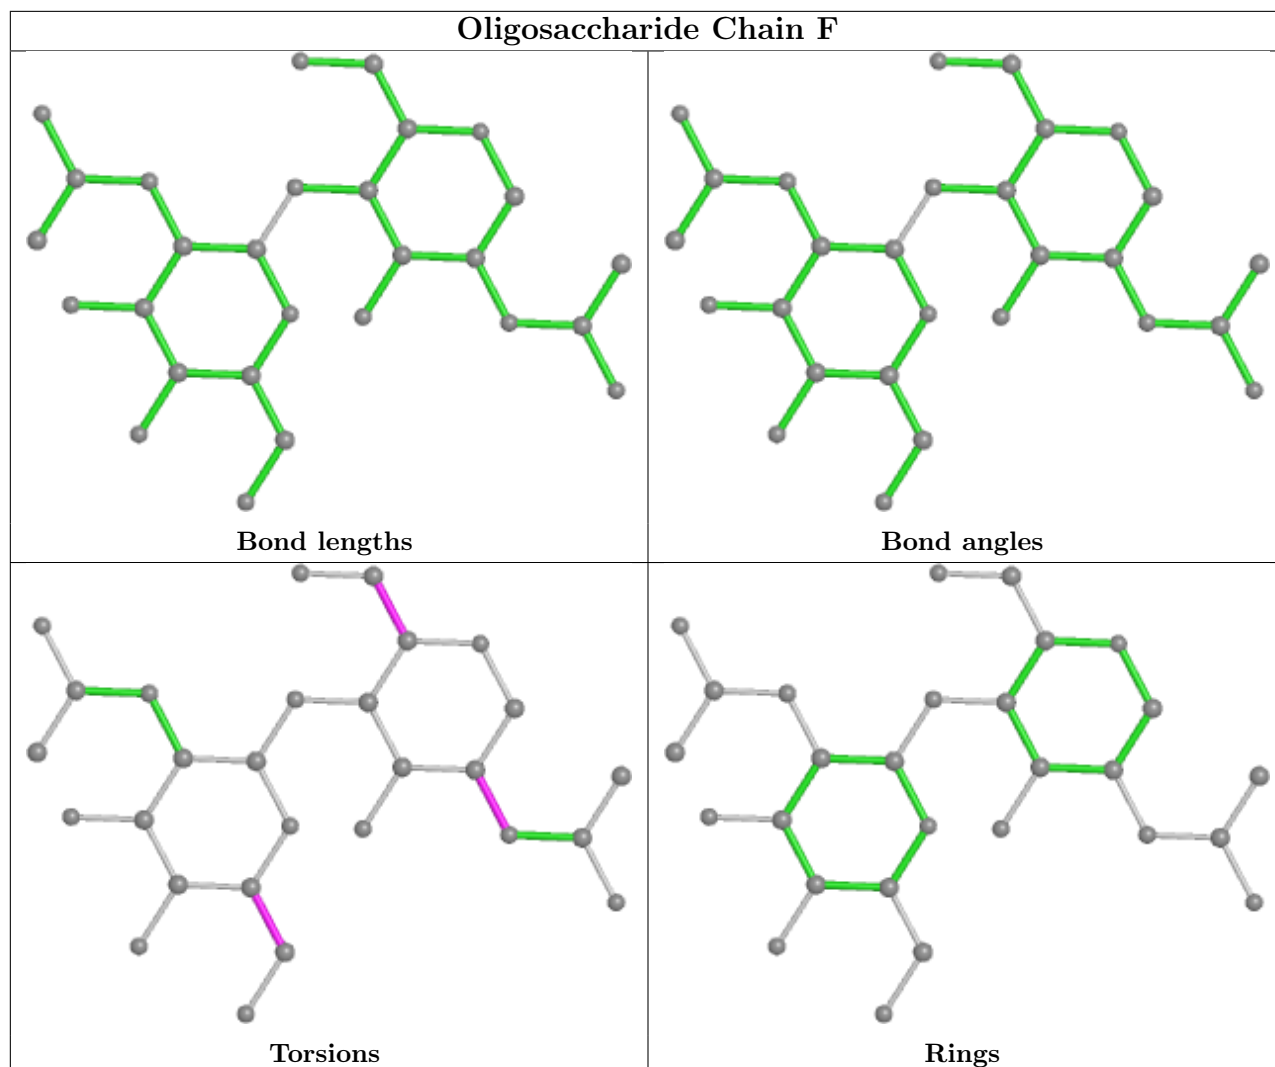 Oligosaccharide Chain F
Bond lengths
Bond angles
Torsions
Rings